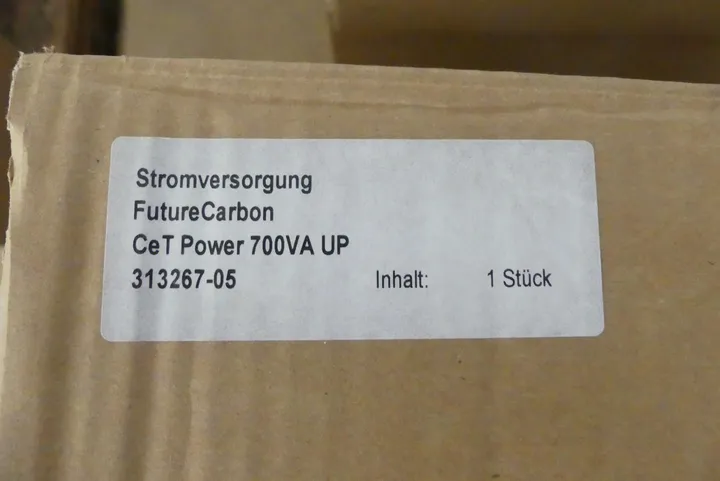 Stromversorgung
FutureCarbon
CeT Power 700VA UP
313267-05 Inhalt: 1 Stück